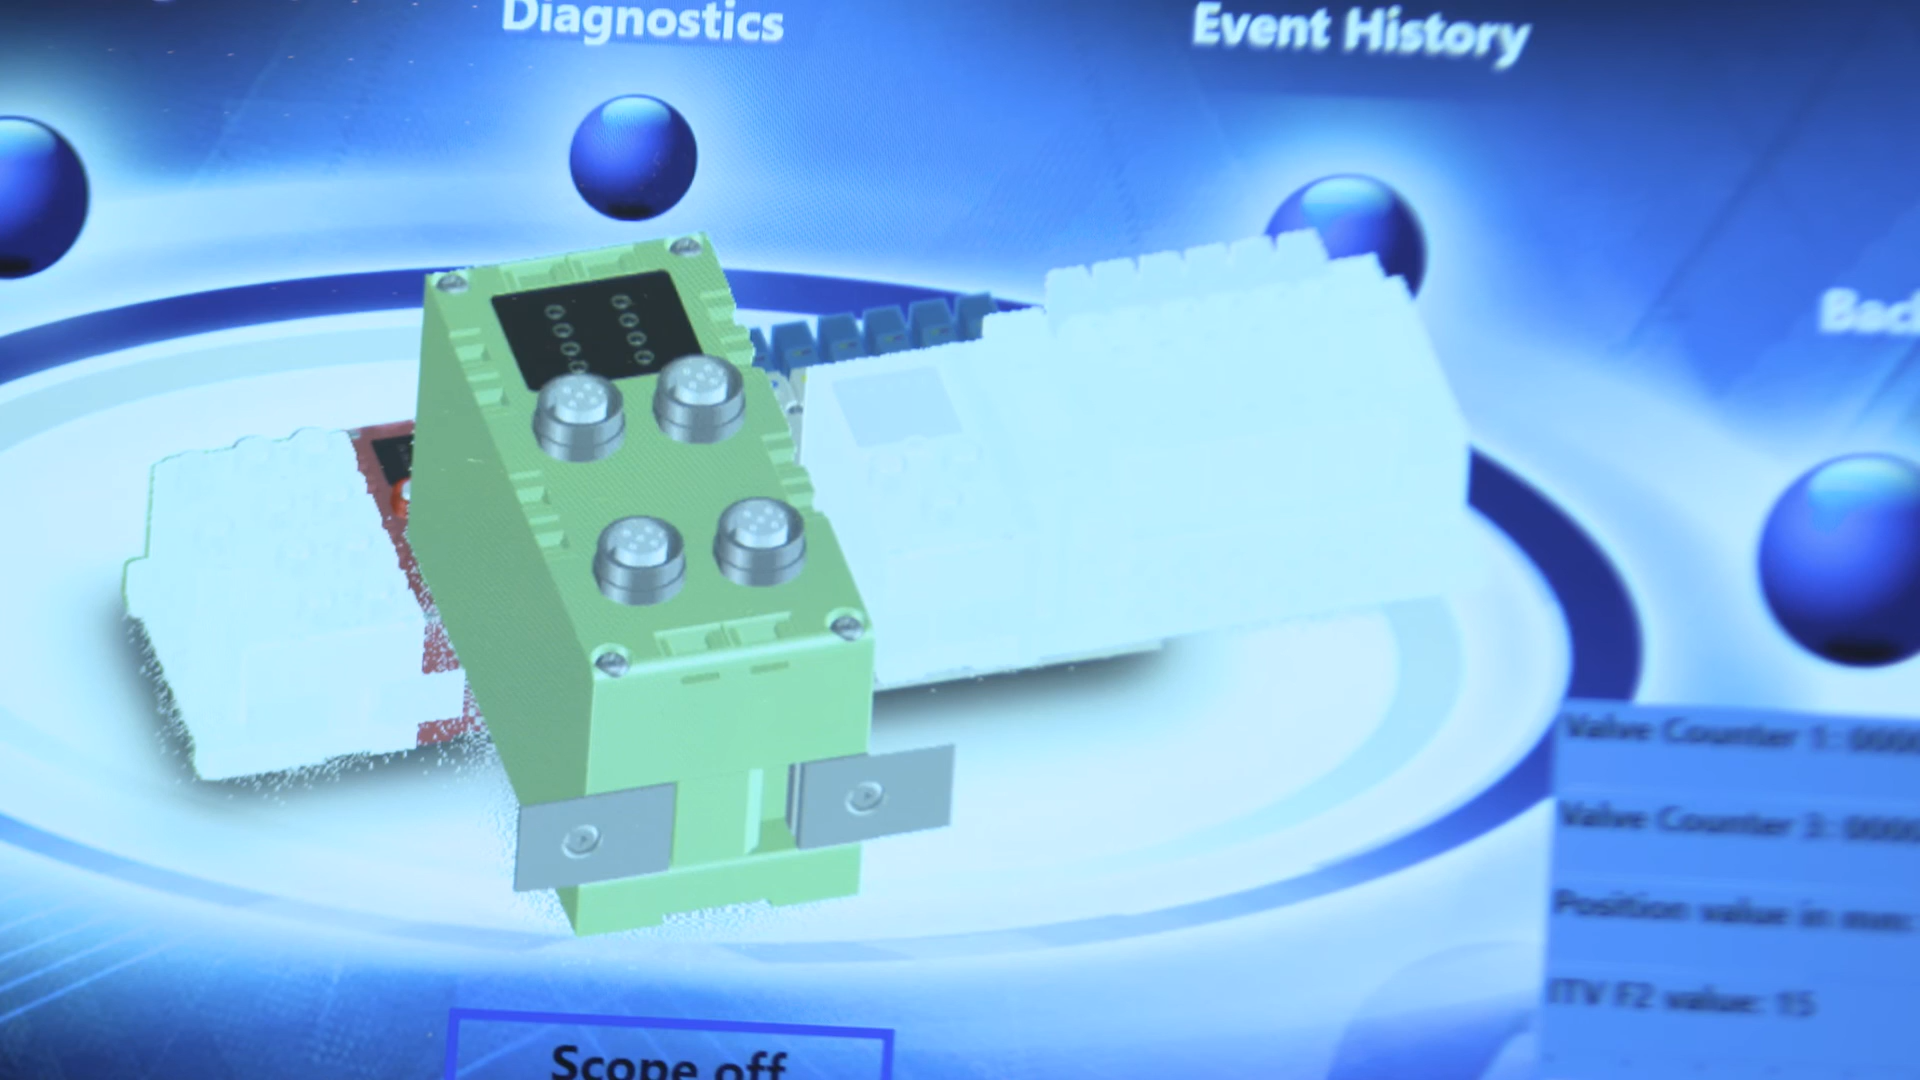 Diagnostics
Event History
Valve Counter 1:
Valve Counter 3:
Position value in mm:
ITV F2 value: 15
Scope off